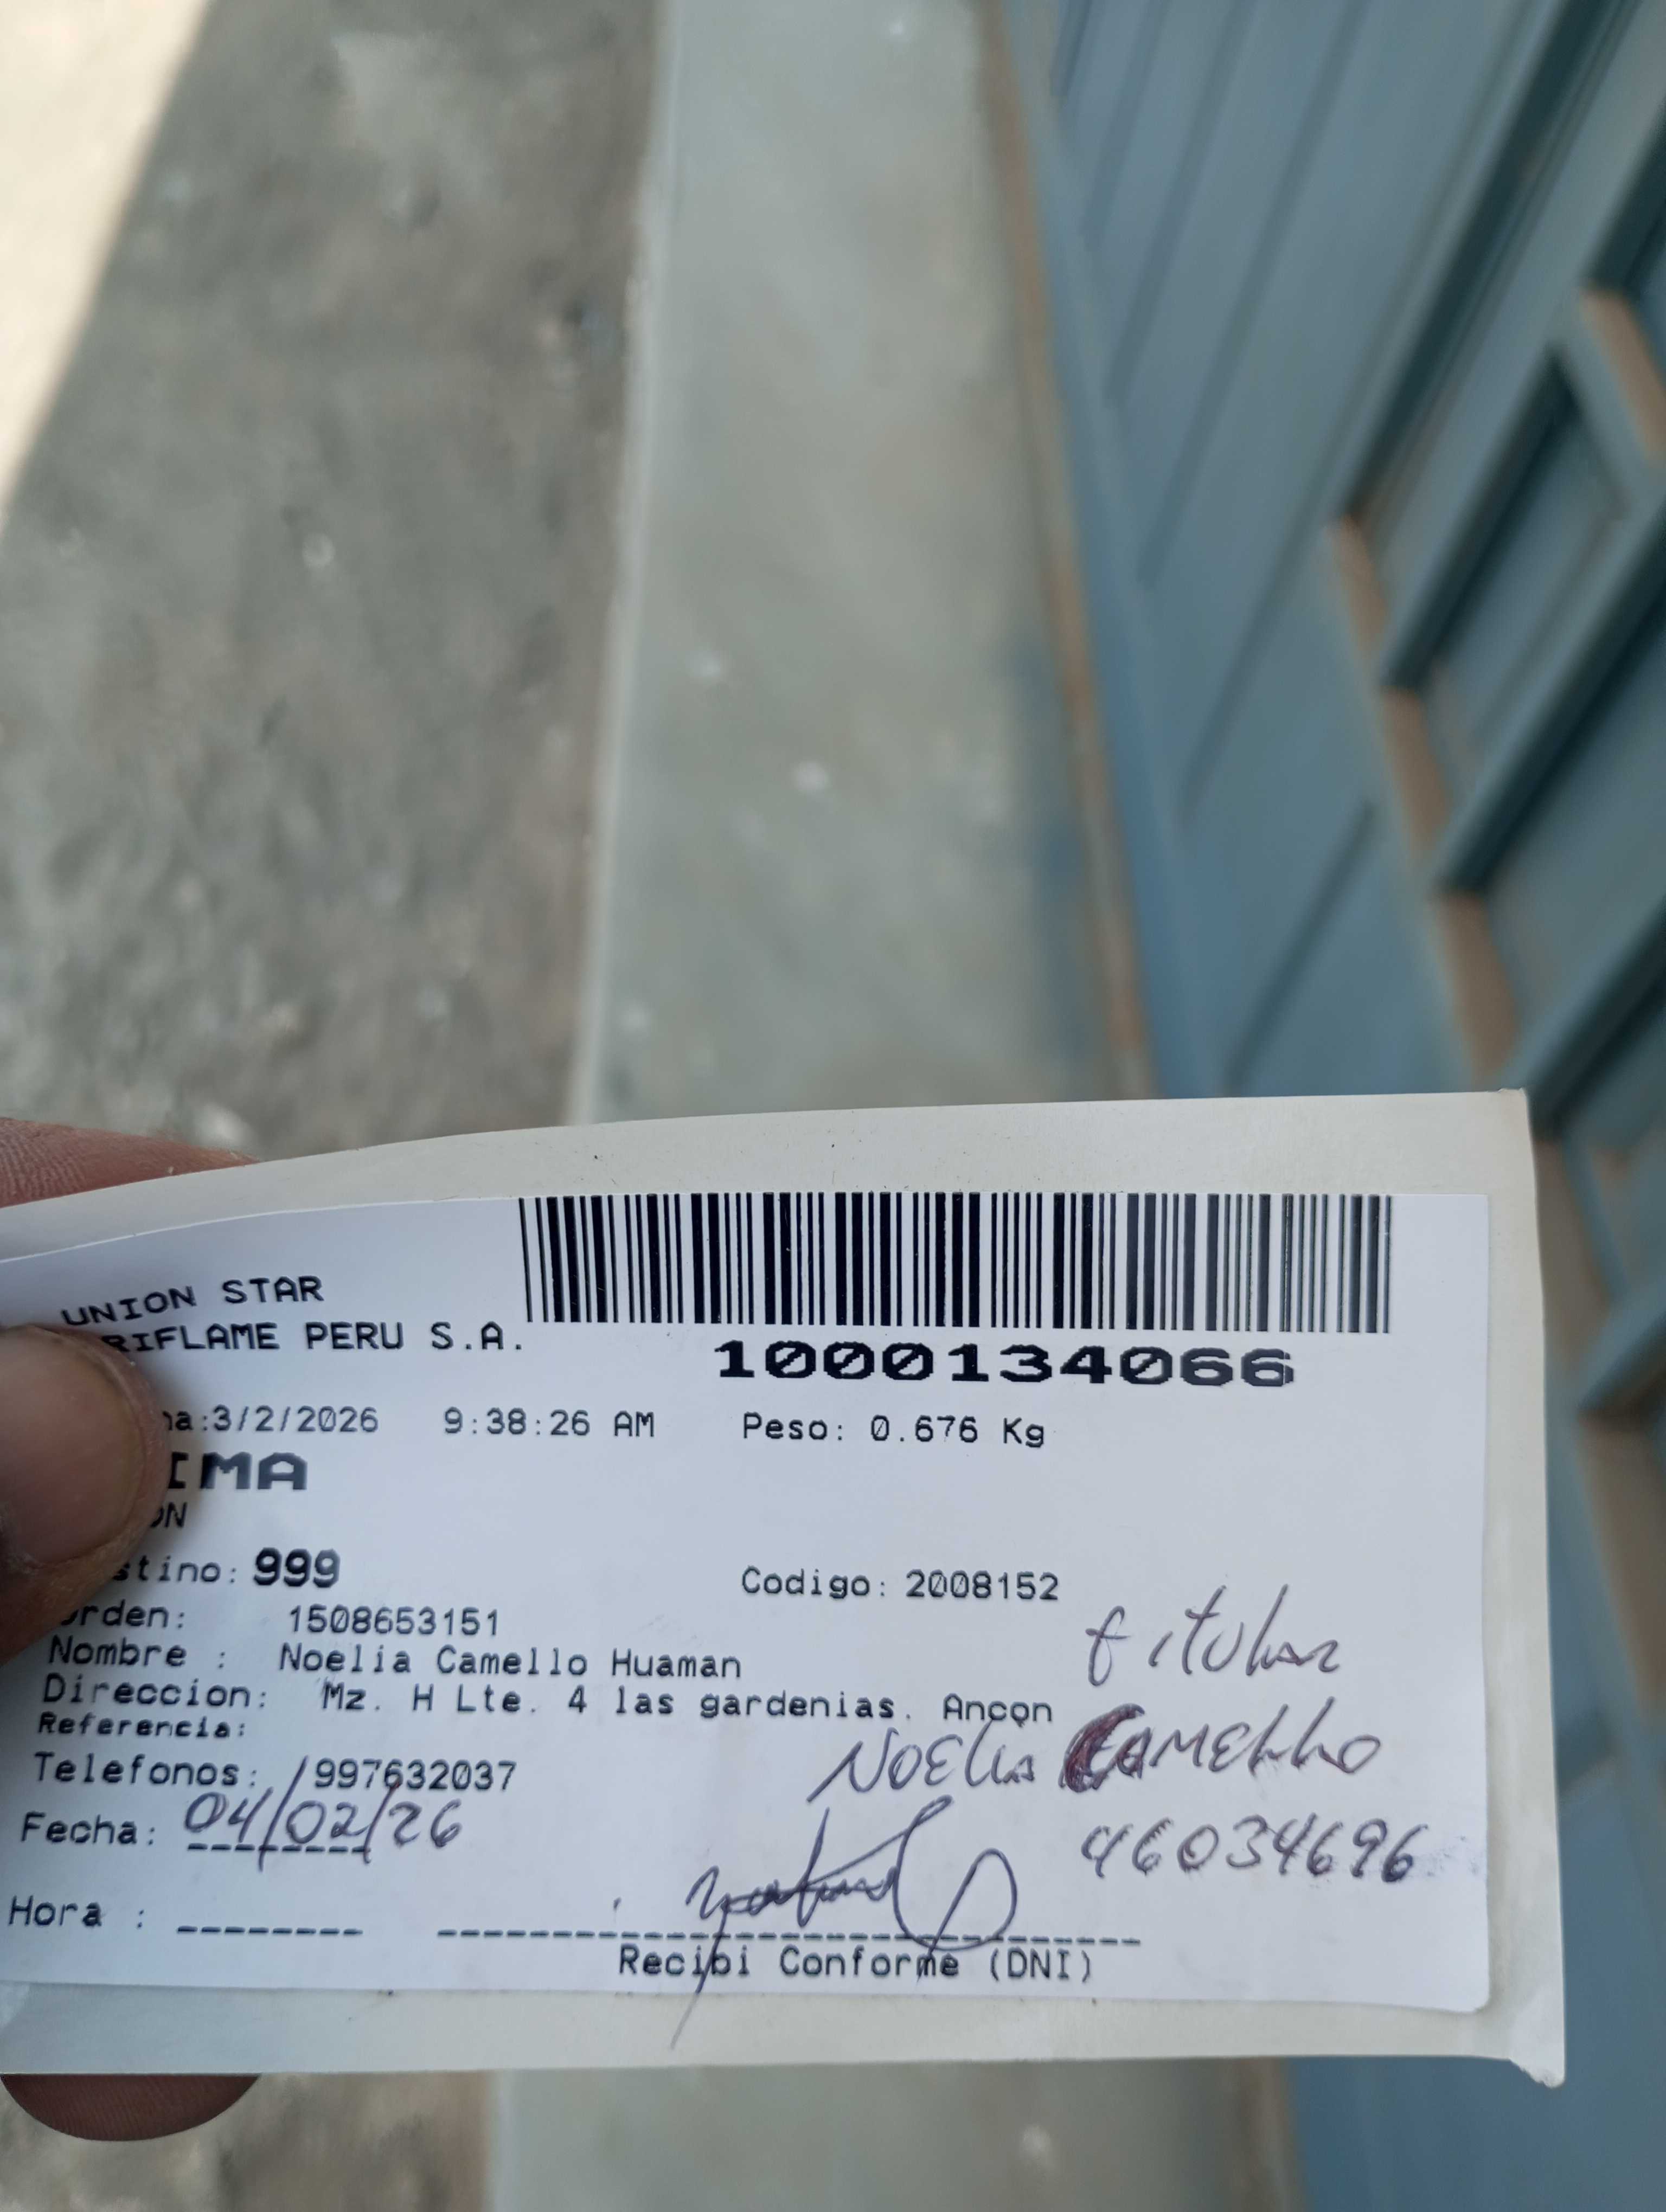 UNION STAR
RIFLAME PERU S.A.
1000134066
a:3/2/2026 9:38:26 AM Peso: 0.676 Kg
IMA
ON
stino: 999 Codigo: 2008152
orden: 1508653151
titular
Nombre : Noelia Camello Huaman
Direccion: Mz. H Lte. 4 las gardenias. Ancon
Referencia:
NOElia CAMELLO
Telefonos: /997632037
Fecha: 04/02/26
46034696
Hora :
Recibi Conforme (DNI)